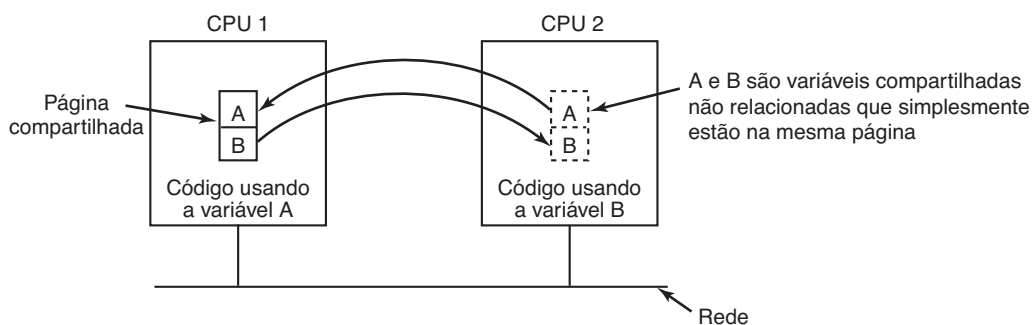 CPU 1
CPU 2
Página
compartilhada
A
B
A
B
A e B são variáveis compartilhadas
não relacionadas que simplesmente
estão na mesma página
Código usando
a variável A
Código usando
a variável B
Rede